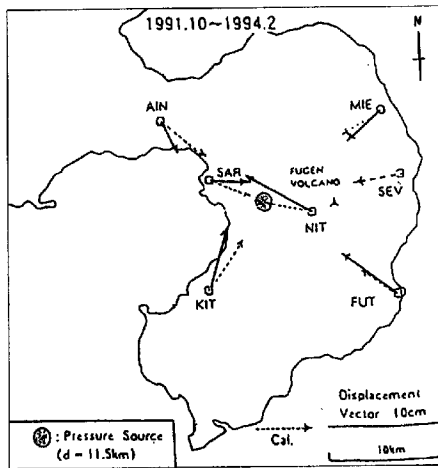 1991.10~1994.2
N
AIN
MIE
SAR
FUGEN
VOLCANO
SEV
NIT
KIT
FUT
Displacement
Vector 10cm
Cal.
: Pressure Source
(d = 11.5km)
10km